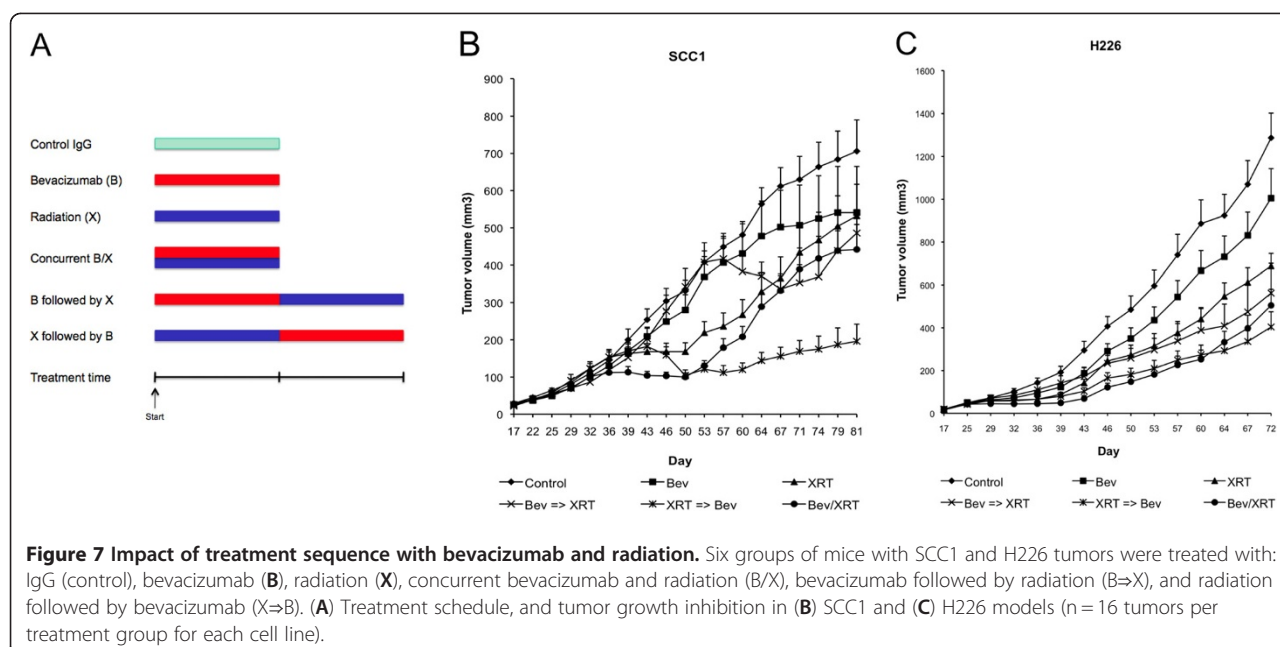 A
Control IgG
Bevacizumab (B)
Radiation (X)
Concurrent B/X
B followed by X
X followed by B
Treatment time
Start
B
SCC1
Tumor volume (mm3)
900
800
700
600
500
400
300
200
100
0
17 22 25 29 32 36 39 43 46 50 53 57 60 64 67 71 74 79 81
Day
Control Bev XRT
Bev => XRT XRT => Bev Bev/XRT
C
H226
Tumor volume (mm3)
1600
1400
1200
1000
800
600
400
200
0
17 25 29 32 36 39 43 46 50 53 57 60 64 67 72
Day
Control Bev XRT
Bev => XRT XRT => Bev Bev/XRT
Figure 7 Impact of treatment sequence with bevacizumab and radiation. Six groups of mice with SCC1 and H226 tumors were treated with:
IgG (control), bevacizumab (B), radiation (X), concurrent bevacizumab and radiation (B/X), bevacizumab followed by radiation (B⇒X), and radiation
followed by bevacizumab (X⇒B). (A) Treatment schedule, and tumor growth inhibition in (B) SCC1 and (C) H226 models (n = 16 tumors per
treatment group for each cell line).